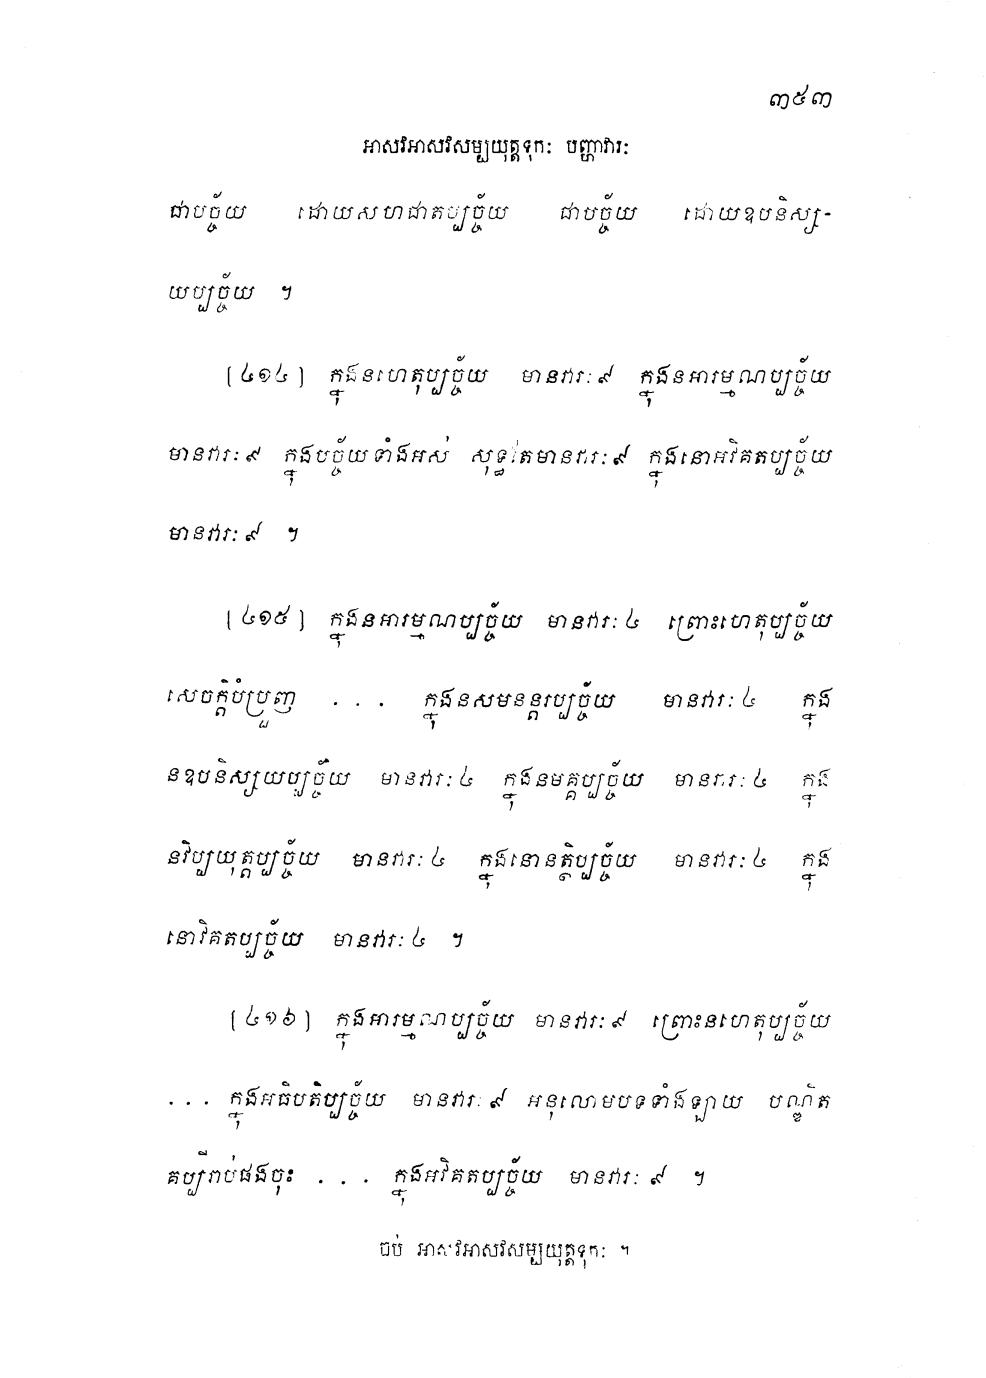 ៣៥៣
អាសវអាសវសម្បយុត្តទុកៈ បញ្ហាវារៈ
ជាបច្ច័យ ដោយសហជាតប្បច្ច័យ ជាបច្ច័យ ដោយឧបនិស្ស-
យប្បច្ច័យ ។
[៤១៤] ក្នុងនហេតុប្បច្ច័យ មានវារៈ ៩ ក្នុងនអារម្មណប្បច្ច័យ
មានវារៈ ៩ ក្នុងបច្ច័យទាំងអស់ សុទ្ធតែមានវារៈ ៩ ក្នុងនោអវិគតប្បច្ច័យ
មានវារៈ ៩ ។
[៤១៥] ក្នុងនអារម្មណប្បច្ច័យ មានវារៈ ៤ ព្រោះហេតុប្បច្ច័យ
សេចក្តីបំប្រួញ . . . ក្នុងនសមនន្តរប្បច្ច័យ មានវារៈ ៤ ក្នុង
នឧបនិស្សយប្បច្ច័យ មានវារៈ ៤ ក្នុងនមគ្គប្បច្ច័យ មានវារៈ ៤ ក្នុង
នវិប្បយុត្តប្បច្ច័យ មានវារៈ ៤ ក្នុងនោនត្ថិប្បច្ច័យ មានវារៈ ៤ ក្នុង
នោវិគតប្បច្ច័យ មានវារៈ ៤ ។
[៤១៦] ក្នុងអារម្មណប្បច្ច័យ មានវារៈ ៩ ព្រោះនហេតុប្បច្ច័យ
. . . ក្នុងអធិបតិប្បច្ច័យ មានវារៈ ៩ អនុលោមបទទាំងឡាយ បណ្ឌិត
គប្បីរាប់ផងចុះ . . . ក្នុងអវិគតប្បច្ច័យ មានវារៈ ៩ ។
ចប់ អាសវអាសវសម្បយុត្តទុកៈ ។